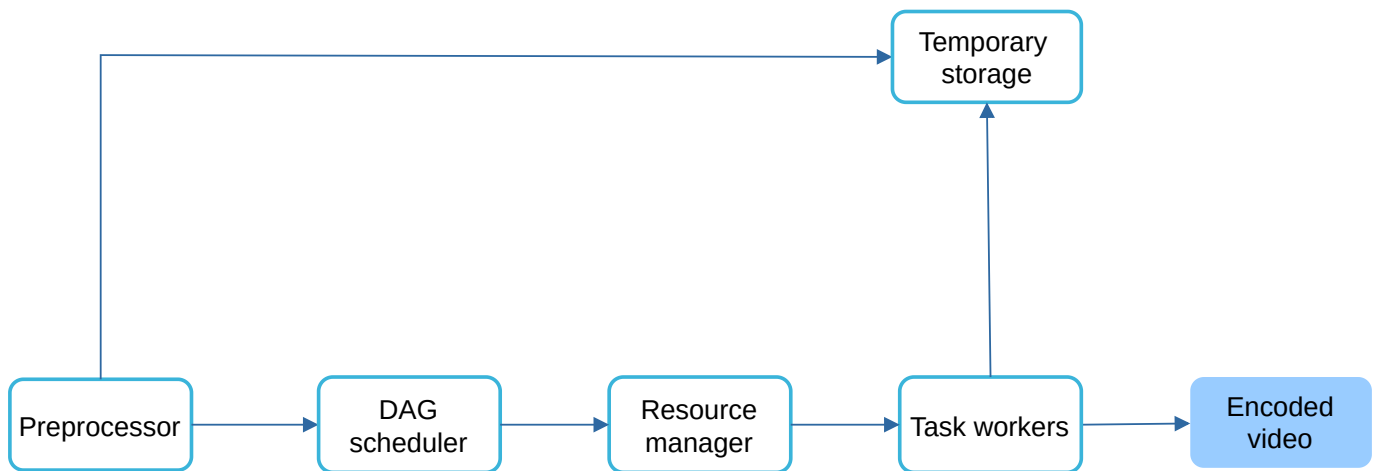 Temporary
storage
Preprocessor
DAG
scheduler
Resource
manager
Task workers
Encoded
video